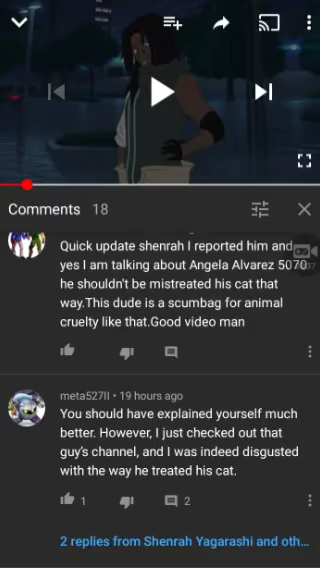 Comments 18
Quick update shenrah I reported him and
yes I am talking about Angela Alvarez 5070
he shouldn't be mistreated his cat that
way.This dude is a scumbag for animal
cruelty like that.Good video man
meta527II • 19 hours ago
You should have explained yourself much
better. However, I just checked out that
guy's channel, and I was indeed disgusted
with the way he treated his cat.
1 2
2 replies from Shenrah Yagarashi and oth...